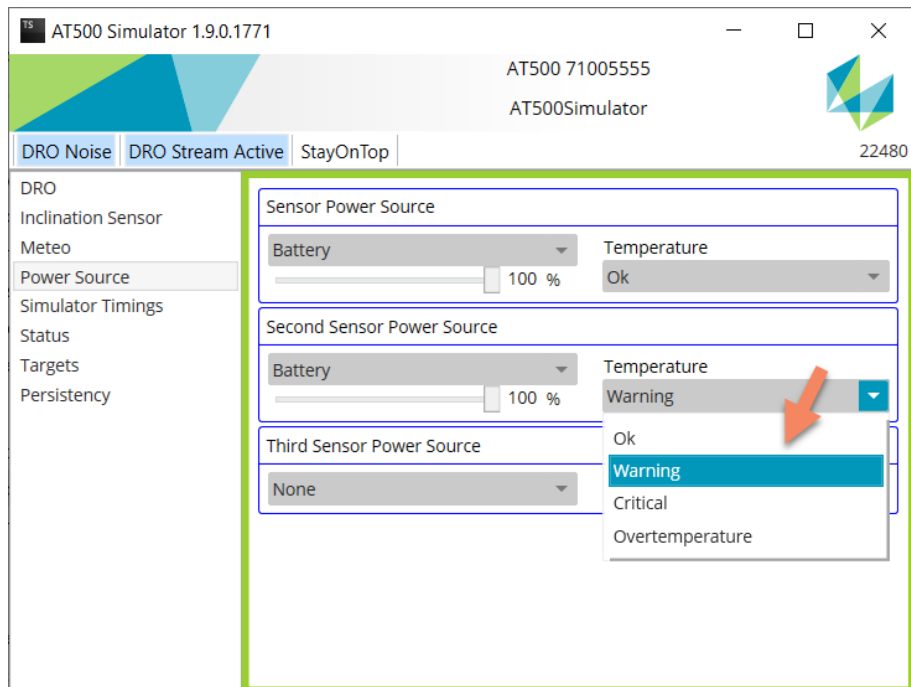 TS
AT500 Simulator 1.9.0.1771
AT500 71005555
AT500Simulator
DRO Noise DRO Stream Active StayOnTop 22480
DRO
Inclination Sensor
Meteo
Power Source
Simulator Timings
Status
Targets
Persistency
Sensor Power Source
Battery
100 %
Temperature
Ok
Second Sensor Power Source
Battery
100 %
Temperature
Warning
Ok
Warning
Critical
Overtemperature
Third Sensor Power Source
None